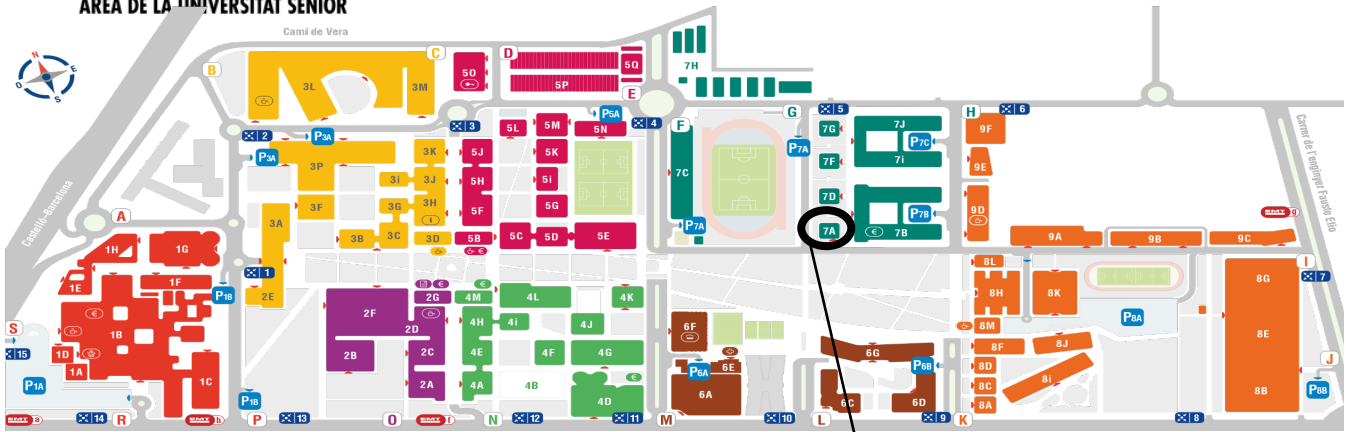 ÀREA DE LA UNIVERSITAT SÈNIOR
Camí de Vera
N
E
S
O
B
C
D
3L
3M
5O
5P
5Q
E
7H
2
3
P3A
P3A
5L
5M
5N
P5A
4
F
G
5
7G
7J
P7C
7i
H
6
9F
P7A
3P
3K
5J
5K
7C
7F
9E
Carrer de l'enginyer Fausto Elio
3i
3J
5H
5i
7D
Castelló-Barcelona
A
3A
3F
3G
3H
i
5F
5G
P7A
7A
7B
P7B
€
9D
EMT g
1H
1G
3B
3C
3D
5B
€
5C
5D
5E
9A
9B
9C
1
1E
1F
P1B
2E
2F
2G
€
4M
4L
4K
8L
8G
I
7
€
1B
2D
4H
4i
4J
8H
8K
P8A
S
15
1D
1A
2B
2C
4E
4F
4G
6F
6G
8M
8F
8J
8E
P1A
1C
2A
4A
4B
€
4D
P6A
6E
6A
P6B
6C
6D
8D
8C
8A
8i
8B
J
P8B
P1B
EMT a
14
R
EMT b
P
13
O
EMT f
N
12
11
M
10
L
9
K
8